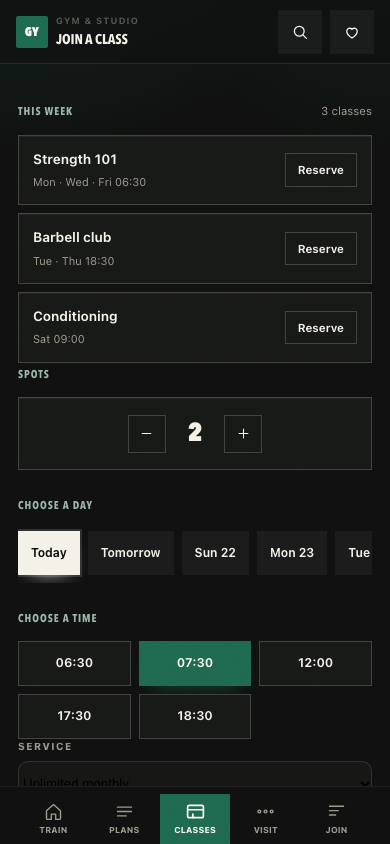 GY
GYM & STUDIO
JOIN A CLASS
THIS WEEK
3 classes
Strength 101
Mon · Wed · Fri 06:30
Reserve
Barbell club
Tue · Thu 18:30
Reserve
Conditioning
Sat 09:00
Reserve
SPOTS
− 2 +
CHOOSE A DAY
Today Tomorrow Sun 22 Mon 23 Tue
CHOOSE A TIME
06:30 07:30 12:00
17:30 18:30
SERVICE
Unlimited monthly
TRAIN PLANS CLASSES VISIT JOIN